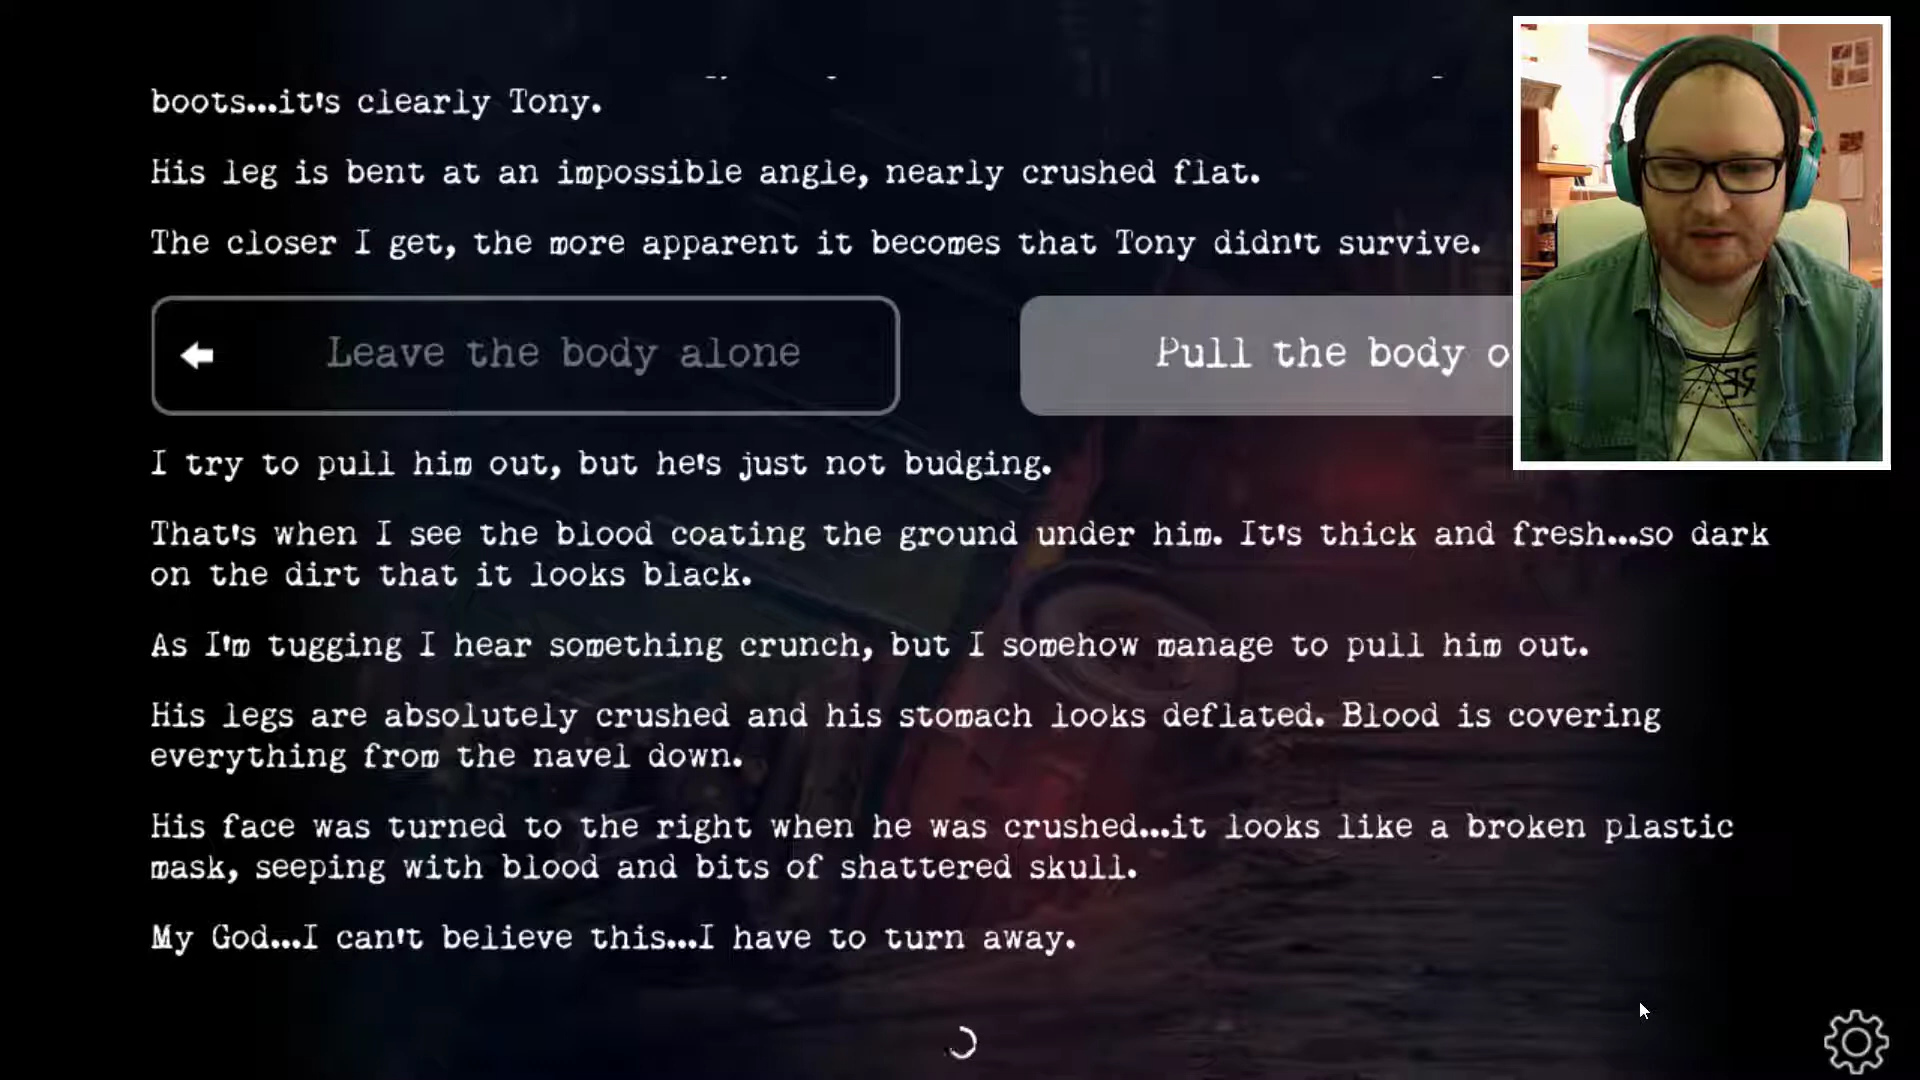 boots...it's clearly Tony.
His leg is bent at an impossible angle, nearly crushed flat.
The closer I get, the more apparent it becomes that Tony didn't survive.
Leave the body alone
Pull the body
I try to pull him out, but he's just not budging.
That's when I see the blood coating the ground under him. It's thick and fresh...so dark
on the dirt that it looks black.
As I'm tugging I hear something crunch, but I somehow manage to pull him out.
His legs are absolutely crushed and his stomach looks deflated. Blood is covering
everything from the navel down.
His face was turned to the right when he was crushed...it looks like a broken plastic
mask, seeping with blood and bits of shattered skull.
My God...I can't believe this...I have to turn away.